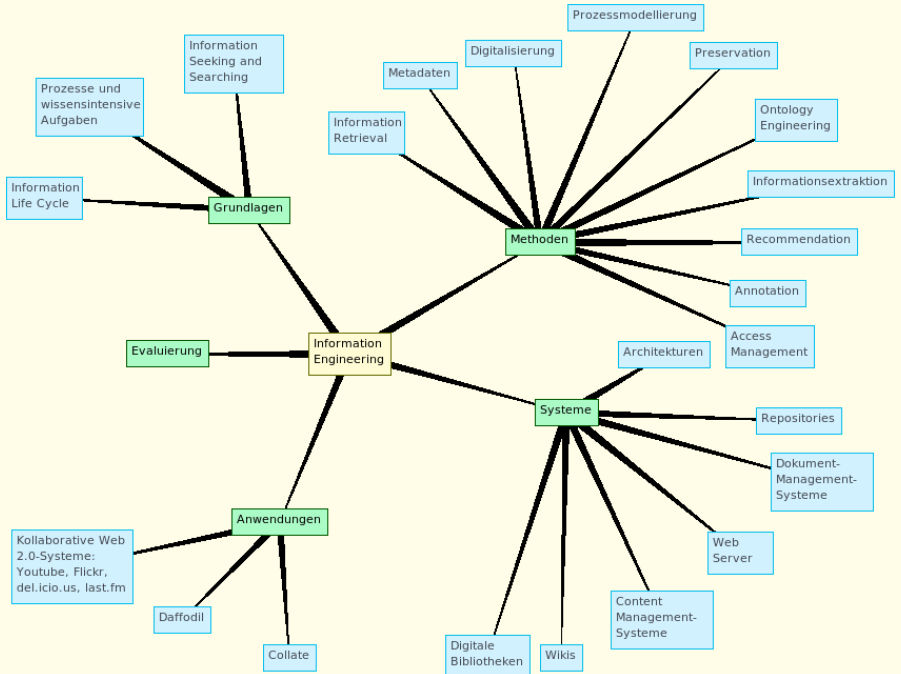 Information
Seeking and
Searching
Prozesse und
wissensintensive
Aufgaben
Information
Life Cycle
Grundlagen
Prozessmodellierung
Digitalisierung
Preservation
Metadaten
Information
Retrieval
Ontology
Engineering
Informationsextraktion
Methoden
Recommendation
Annotation
Access
Management
Evaluierung
Information
Engineering
Architekturen
Systeme
Repositories
Dokument-
Management-
Systeme
Web
Server
Content
Management-
Systeme
Wikis
Digitale
Bibliotheken
Anwendungen
Kollaborative Web
2.0-Systeme:
Youtube, Flickr,
del.icio.us, last.fm
Daffodil
Collate